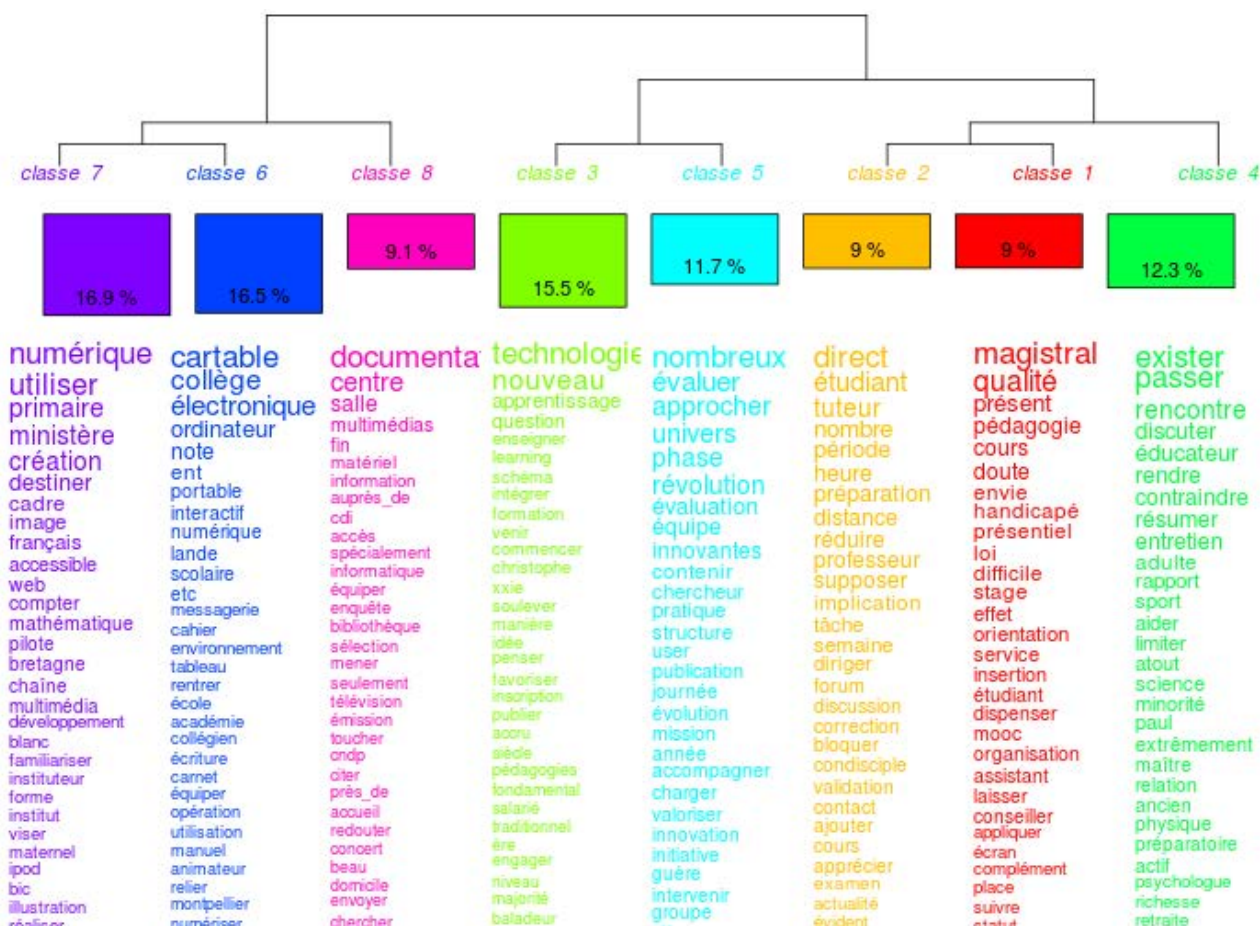 classe 7
classe 6
classe 8
classe 3
classe 5
classe 2
classe 1
classe 4
16.9 %
16.5 %
9.1 %
15.5 %
11.7 %
9 %
9 %
12.3 %
numérique
utiliser
primaire
ministère
création
destiner
cadre
image
français
accessible
web
compter
mathématique
pilote
bretagne
chaîne
multimédia
développement
blanc
familiariser
instituteur
forme
institut
viser
maternel
ipod
bic
illustration
réaliser
cartable
collège
électronique
ordinateur
note
ent
portable
interactif
numérique
lande
scolaire
etc
messagerie
cahier
environnement
tableau
rentrer
école
académie
collégien
écriture
carnet
équiper
opération
utilisation
manuel
animateur
relier
montpellier
numériser
documenta
centre
salle
multimédias
fin
matériel
information
auprès_de
cdi
accès
spécialement
informatique
équiper
enquête
bibliothèque
sélection
mener
seulement
télévision
émission
toucher
cndp
citer
près_de
accueil
redouter
concert
beau
domicile
envoyer
chercher
technologie
nouveau
apprentissage
question
enseigner
learning
schéma
intégrer
formation
venir
commencer
christophe
xxie
soulever
manière
idée
penser
favoriser
inscription
publier
accru
siècle
pédagogies
fondamental
salarié
traditionnel
ère
engager
niveau
majorité
baladeur
nombreux
évaluer
approcher
univers
phase
révolution
évaluation
équipe
innovantes
contenir
chercheur
pratique
structure
user
publication
journée
évolution
mission
année
accompagner
charger
valoriser
innovation
initiative
guère
intervenir
groupe
direct
étudiant
tuteur
nombre
période
heure
préparation
distance
réduire
professeur
supposer
implication
tâche
semaine
diriger
forum
discussion
correction
bloquer
condisciple
validation
contact
ajouter
cours
apprécier
examen
actualité
évident
magistral
qualité
présent
pédagogie
cours
doute
envie
handicapé
présentiel
loi
difficile
stage
effet
orientation
service
insertion
étudiant
dispenser
mooc
organisation
assistant
laisser
conseiller
appliquer
écran
complément
place
suivre
statut
exister
passer
rencontre
discuter
éducateur
rendre
contraindre
résumer
entretien
adulte
rapport
sport
aider
limiter
atout
science
minorité
paul
extrêmement
maître
relation
ancien
physique
préparatoire
actif
psychologue
richesse
retraite